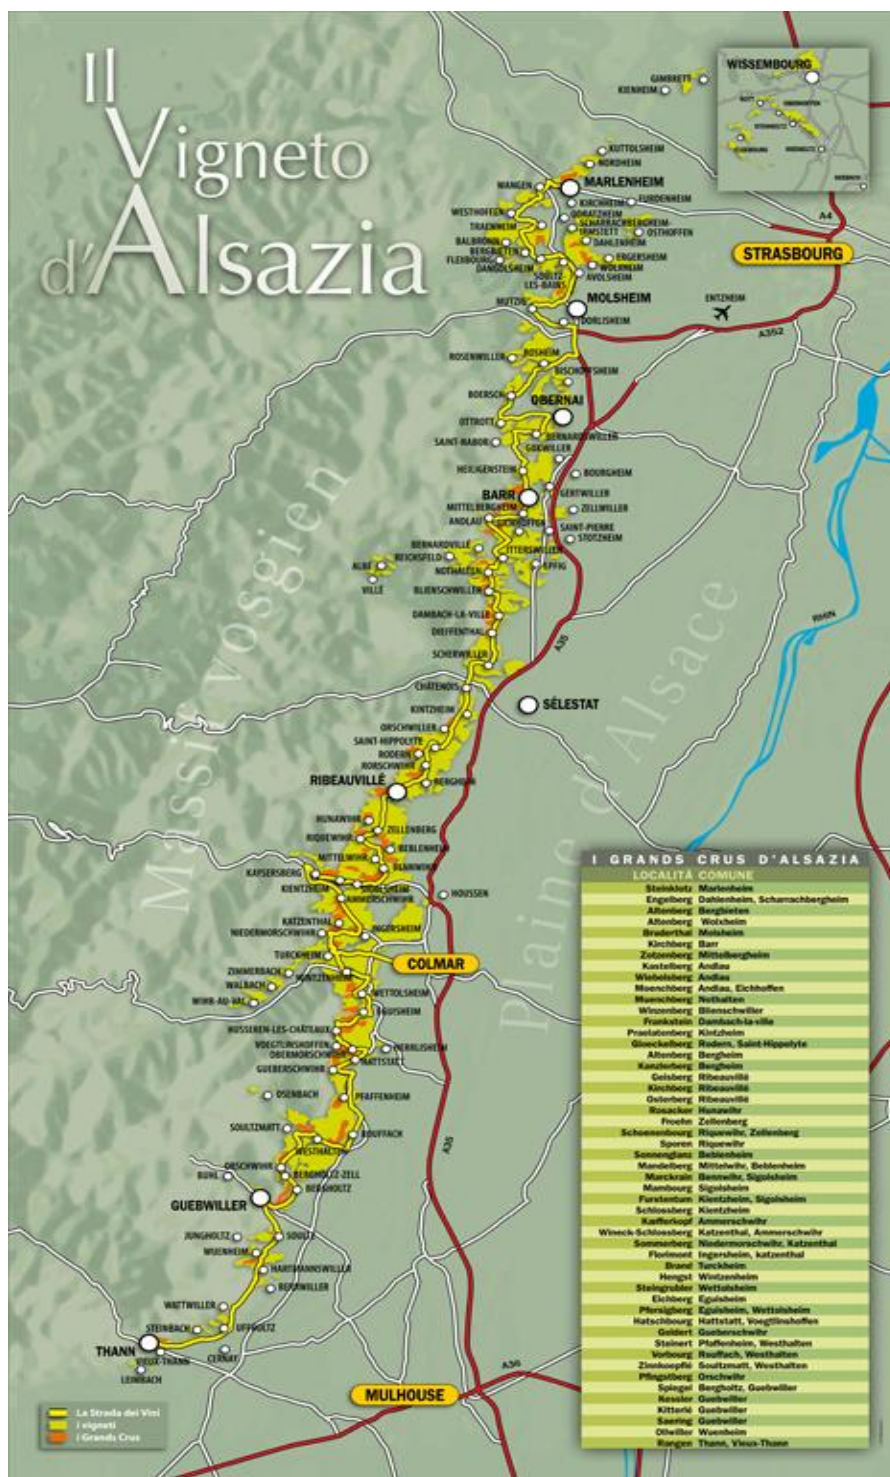 Il
Vigneto
d'Alsazia
WISSEMBOURG
GIMBRETT
KIENHEIM
KUTTOLSHEIM
NORDHEIM
WANGEN
MARLENHEIM
KIRCHHEIM
FURDENHEIM
WESTHOFFEN
ODRATZHEIM
SCHARRACHBERGHEIM-
IRMSTETT
OSTHOFFEN
TRAENHEIM
DAHLENHEIM
BALBRONN
BERGBIETEN
FLEXBOURG
ERGERSHEIM
WOLXHEIM
DANGOLSHEIM
AVOLSHEIM
SOULTZ-
LES-BAINS
A4
STRASBOURG
MUTZIG
MOLSHEIM
DORLISHEIM
ENTZHEIM
A352
ROSHEIM
ROSENWILLER
BISCHOFFSHEIM
BOERSCH
OBERNAI
OTTROTT
BERNARDSWILLER
SAINT-NABOR
GOXWILLER
HEILIGENSTEIN
BOURGHEIM
BARR
GERTWILLER
MITTELBERGHEIM
ZELLWILLER
ANDLAU
EICHHOFFEN
SAINT-PIERRE
STOTZHEIM
BERNARDVILLÉ
REICHSFELD
ITTERSWILLER
ALBÉ
NOTHALTEN
EPFIG
VILLÉ
BLIENSCHWILLER
DAMBACH-LA-VILLE
DIEFFENTHAL
SCHERWILLER
A35
RHIN
CHÂTENOIS
KINTZHEIM
SÉLESTAT
ORSCHWILLER
SAINT-HIPPOLYTE
RODERN
RORSCHWIHR
RIBEAUVILLÉ
BERGHEIM
Massif vosgien
Plaine d'Alsace
HUNAWIHR
ZELLENBERG
RIQUEWIHR
BEBLENHEIM
MITTELWIHR
BENNWIHR
KAYSERSBERG
KIENTZHEIM
SIGOLSHEIM
AMMERSCHWIHR
HOUSSEN
KATZENTHAL
NIEDERMORSCHWIHR
INGERSHEIM
TURCKHEIM
COLMAR
ZIMMERBACH
WINTZENHEIM
WALBACH
WIHR-AU-VAL
WETTOLSHEIM
EGUISHEIM
HUSSEREN-LES-CHÂTEAUX
VOEGTLINSHOFFEN
HERRLISHEIM
OBERMORSCHWIHR
HATTSTATT
GUEBERSCHWIHR
OSENBACH
PFAFFENHEIM
SOULTZMATT
ROUFFACH
WESTHALTEN
A35
ORSCHWIHR
BUHL
BERGHOLTZ-ZELL
BERGHOLTZ
GUEBWILLER
JUNGHOLTZ
SOULTZ
WUENHEIM
HARTMANNSWILLER
BERRWILLER
WATTWILLER
STEINBACH
UFFHOLTZ
THANN
CERNAY
VIEUX-THANN
LEIMBACH
A36
MULHOUSE
La Strada dei Vini
i vigneti
i Grands Crus
I GRANDS CRUS D'ALSAZIA
LOCALITÀ COMUNE
Steinklotz Marlenheim
Engelberg Dahlenheim, Scharrachbergheim
Altenberg Bergbieten
Altenberg Wolxheim
Bruderthal Molsheim
Kirchberg Barr
Zotzenberg Mittelbergheim
Kastelberg Andlau
Wiebelsberg Andlau
Moenchberg Andlau, Eichhoffen
Muenchberg Nothalten
Winzenberg Blienschwiller
Frankstein Dambach-la-ville
Praelatenberg Kintzheim
Gloeckelberg Rodern, Saint-Hippolyte
Altenberg Bergheim
Kanzlerberg Bergheim
Geisberg Ribeauvillé
Kirchberg Ribeauvillé
Osterberg Ribeauvillé
Rosacker Hunawihr
Froehn Zellenberg
Schoenenbourg Riquewihr, Zellenberg
Sporen Riquewihr
Sonnenglanz Beblenheim
Mandelberg Mittelwihr, Beblenheim
Marckrain Bennwihr, Sigolsheim
Mambourg Sigolsheim
Furstentum Kientzheim, Sigolsheim
Schlossberg Kientzheim
Kaefferkopf Ammerschwihr
Wineck-Schlossberg Katzenthal, Ammerschwihr
Sommerberg Niedermorschwihr, Katzenthal
Florimont Ingersheim, katzenthal
Brand Turckheim
Hengst Wintzenheim
Steingrubler Wettolsheim
Eichberg Eguisheim
Pfersigberg Eguisheim, Wettolsheim
Hatschbourg Hattstatt, Voegtlinshoffen
Goldert Gueberschwihr
Steinert Pfaffenheim, Westhalten
Vorbourg Rouffach, Westhalten
Zinnkoepflé Soultzmatt, Westhalten
Pfingstberg Orschwihr
Spiegel Bergholtz, Guebwiller
Kessler Guebwiller
Kitterlé Guebwiller
Saering Guebwiller
Ollwiller Wuenheim
Rangen Thann, Vieux-Thann